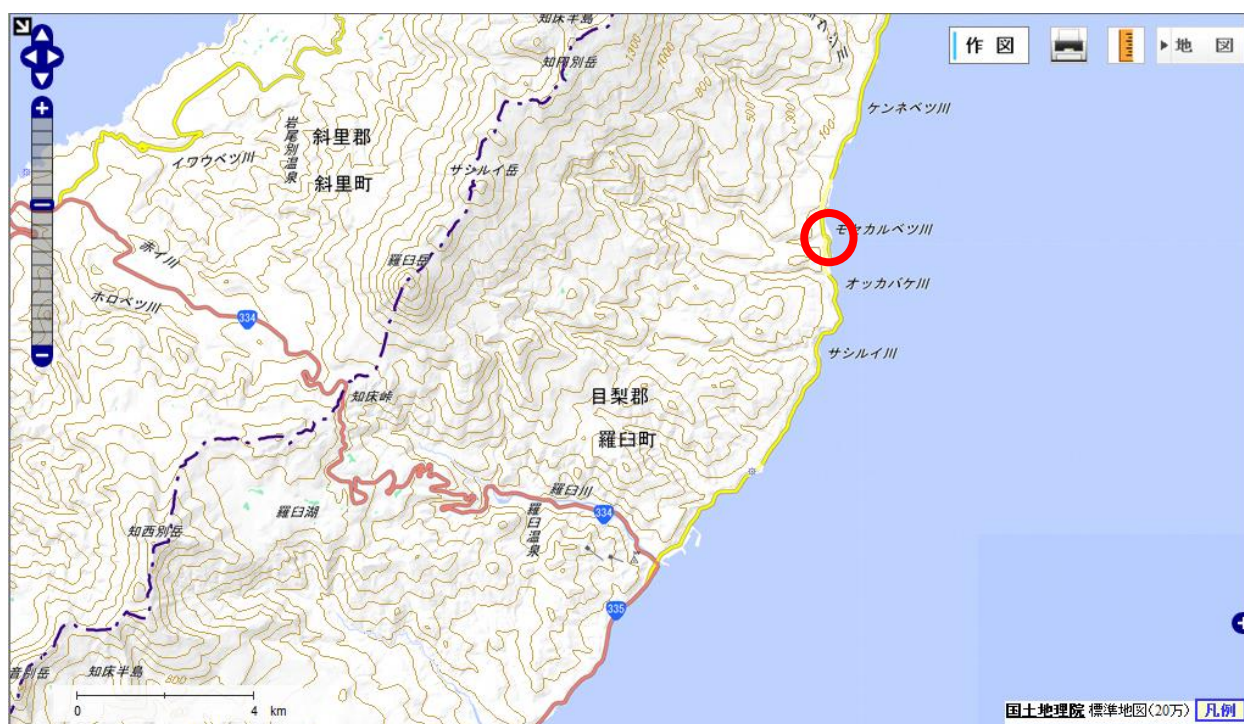 作 図
地 図
知床半島
知円別岳
ケンネベツ川
岩尾別温泉
斜里郡
斜里町
イワウベツ川
サシルイ岳
モセカルベツ川
赤イ川
羅臼岳
ホロベツ川
オッカバケ川
334
サシルイ川
知床峠
目梨郡
羅臼町
羅臼川
羅臼湖
羅臼温泉
334
知西別岳
335
音別岳
知床半島
0 4 km
国土地理院 標準地図(20万)
凡例